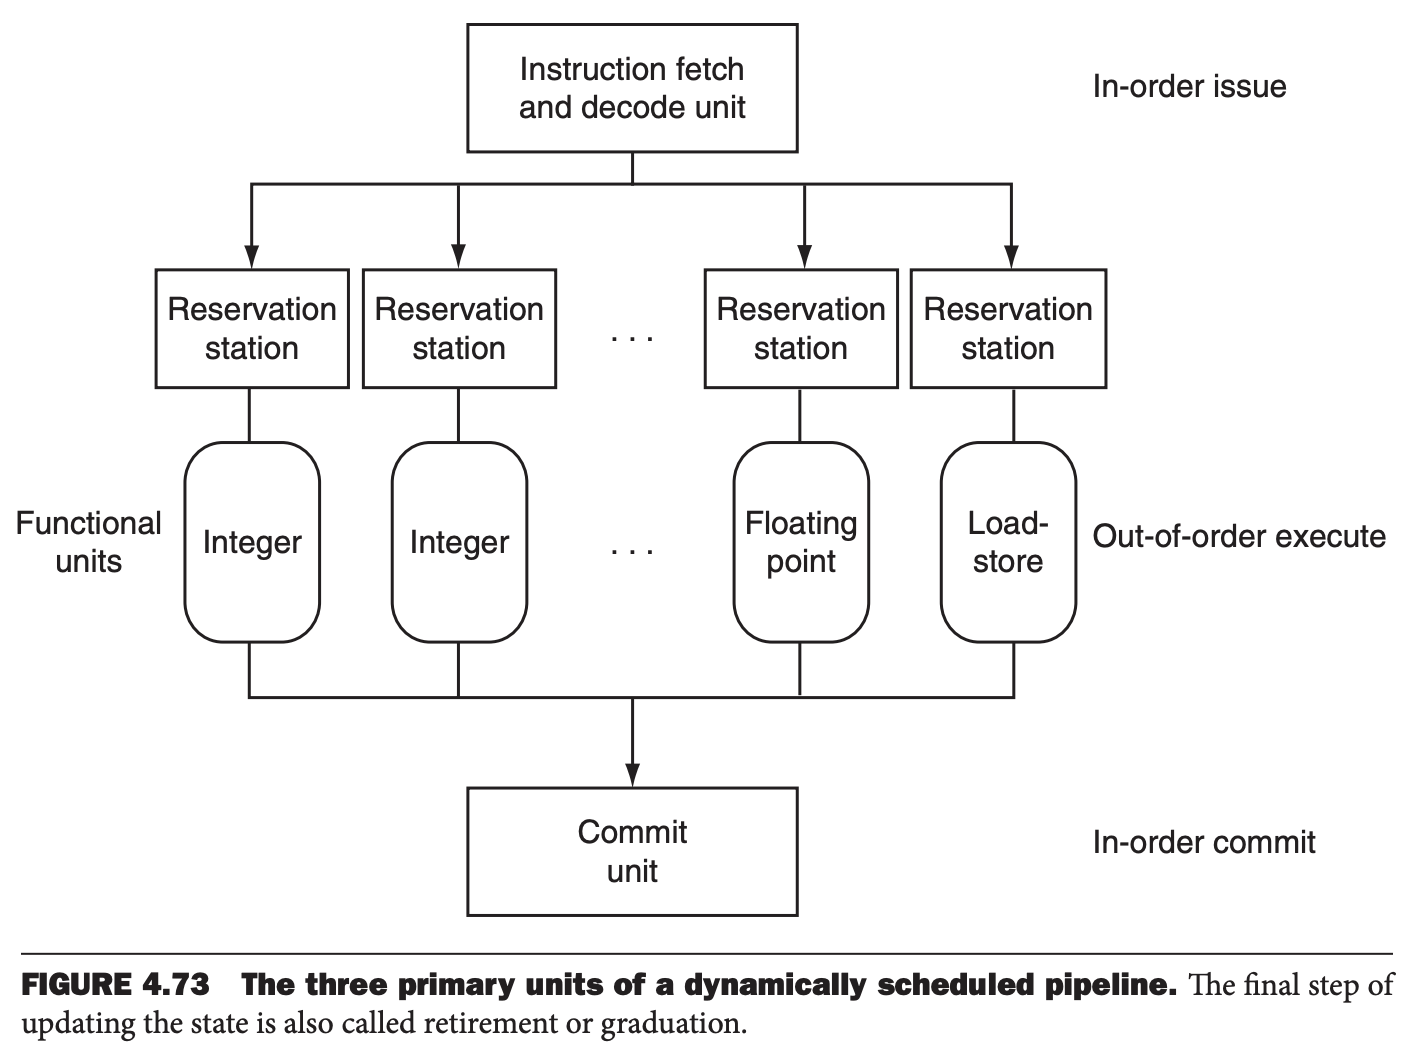 Instruction fetch
and decode unit
In-order issue
Reservation
station
Reservation
station
. . .
Reservation
station
Reservation
station
Functional
units
Integer
Integer
. . .
Floating
point
Load-
store
Out-of-order execute
Commit
unit
In-order commit
FIGURE 4.73 The three primary units of a dynamically scheduled pipeline. The final step of
updating the state is also called retirement or graduation.